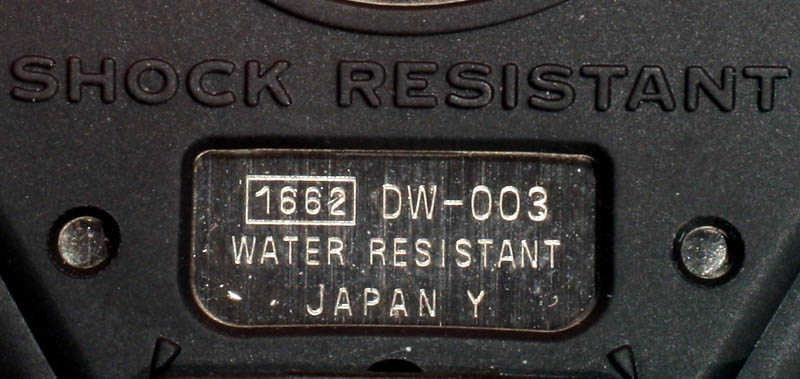 SHOCK RESISTANT
1662 DW-003
WATER RESISTANT
JAPAN Y